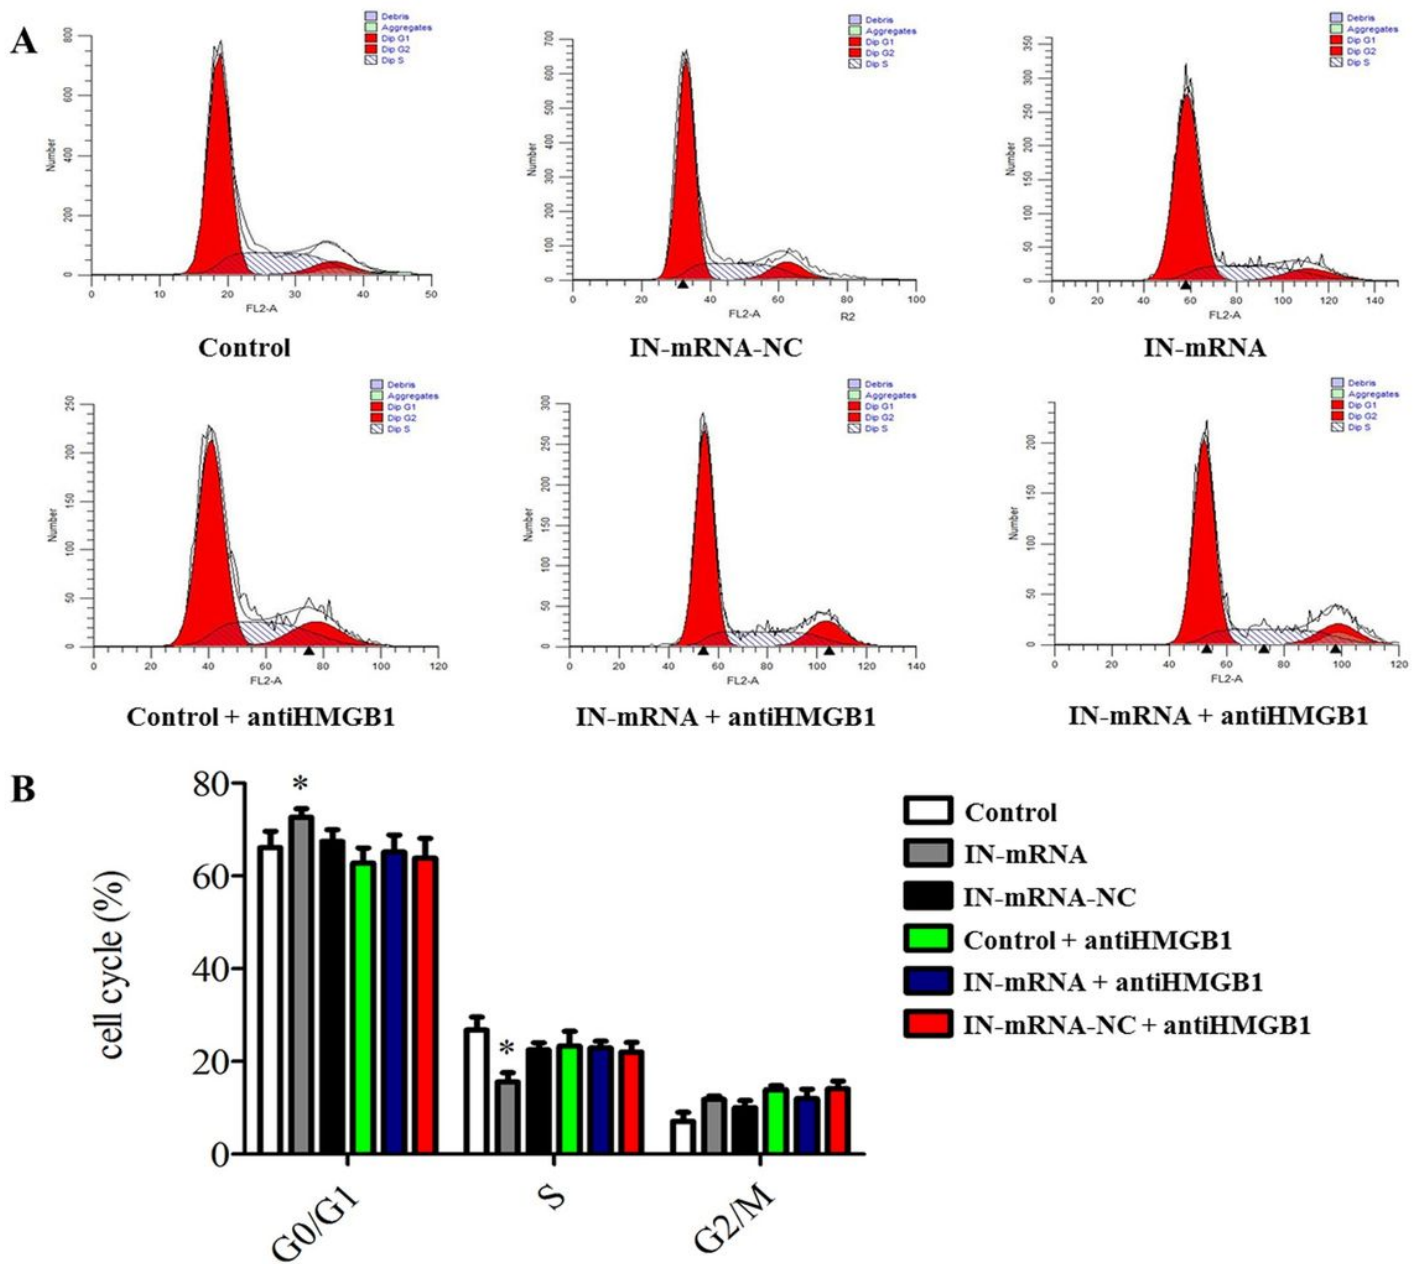 A
Debris
Aggregates
Dip G1
Dip G2
Dip S
Number
800
600
400
200
0
0 10 20 30 40 50
FL2-A
Control
Debris
Aggregates
Dip G1
Dip G2
Dip S
Number
700
600
500
400
300
200
100
0
0 20 40 60 80 100
FL2-A
R2
IN-mRNA-NC
Debris
Aggregates
Dip G1
Dip G2
Dip S
Number
350
300
250
200
150
100
50
0
0 20 40 60 80 100 120 140
FL2-A
IN-mRNA
Debris
Aggregates
Dip G1
Dip G2
Dip S
Number
250
200
150
100
50
0
0 20 40 60 80 100 120
FL2-A
Control + antiHMGB1
Debris
Aggregates
Dip G1
Dip G2
Dip S
Number
300
250
200
150
100
50
0
0 20 40 60 80 100 120 140
FL2-A
IN-mRNA + antiHMGB1
Debris
Aggregates
Dip G1
Dip G2
Dip S
Number
200
150
100
50
0
0 20 40 60 80 100 120
FL2-A
IN-mRNA + antiHMGB1
B
cell cycle (%)
80
60
40
20
0
*
*
G0/G1
S
G2/M
Control
IN-mRNA
IN-mRNA-NC
Control + antiHMGB1
IN-mRNA + antiHMGB1
IN-mRNA-NC + antiHMGB1